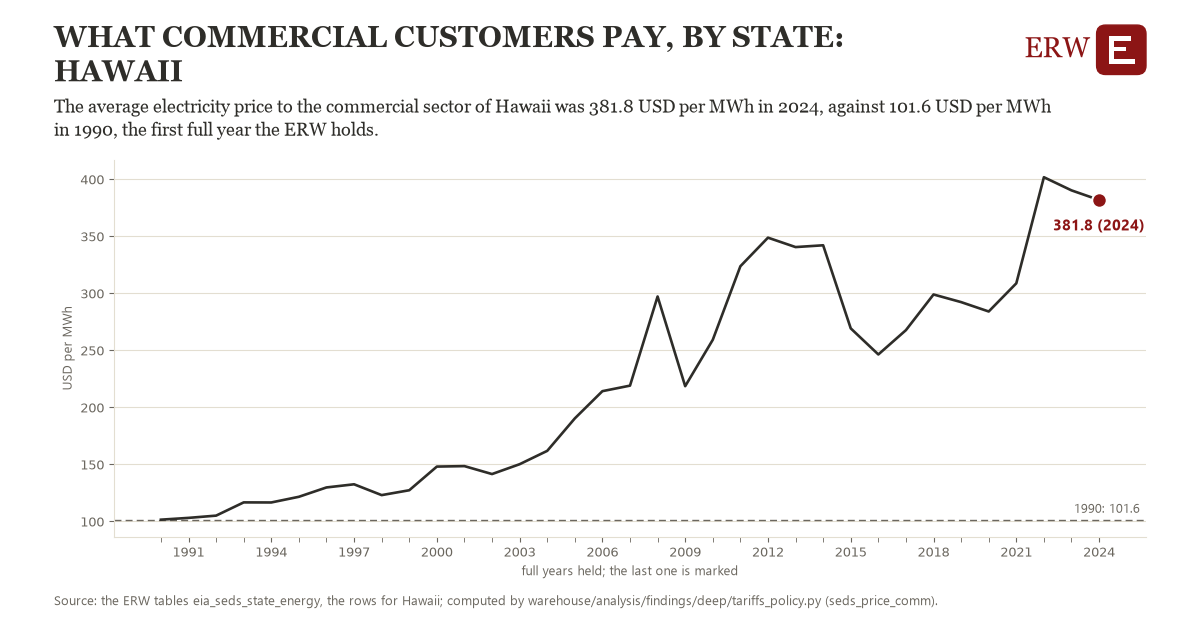 WHAT COMMERCIAL CUSTOMERS PAY, BY STATE:
HAWAII
ERW E
The average electricity price to the commercial sector of Hawaii was 381.8 USD per MWh in 2024, against 101.6 USD per MWh
in 1990, the first full year the ERW holds.
400
350
300
250
200
150
100
USD per MWh
381.8 (2024)
1990: 101.6
1991 1994 1997 2000 2003 2006 2009 2012 2015 2018 2021 2024
full years held; the last one is marked
Source: the ERW tables eia_seds_state_energy, the rows for Hawaii; computed by warehouse/analysis/findings/deep/tariffs_policy.py (seds_price_comm).